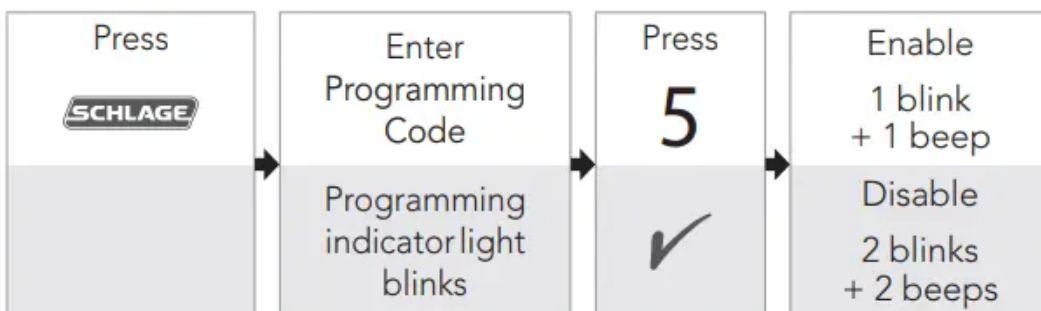 Press
SCHLAGE
Enter
Programming
Code
Programming
indicator light
blinks
Press
5
Enable
1 blink
+ 1 beep
Disable
2 blinks
+ 2 beeps